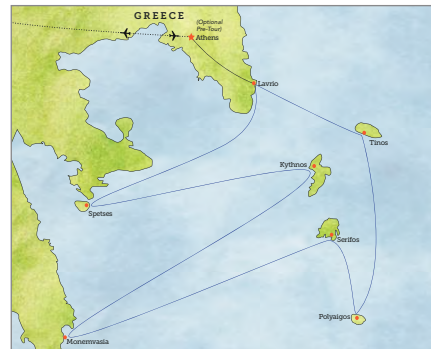 GREECE
(Optional
Pre-Tour)
Athens
Lavrio
Tinos
Kythnos
Spetses
Serifos
Polyaigos
Monemvasia